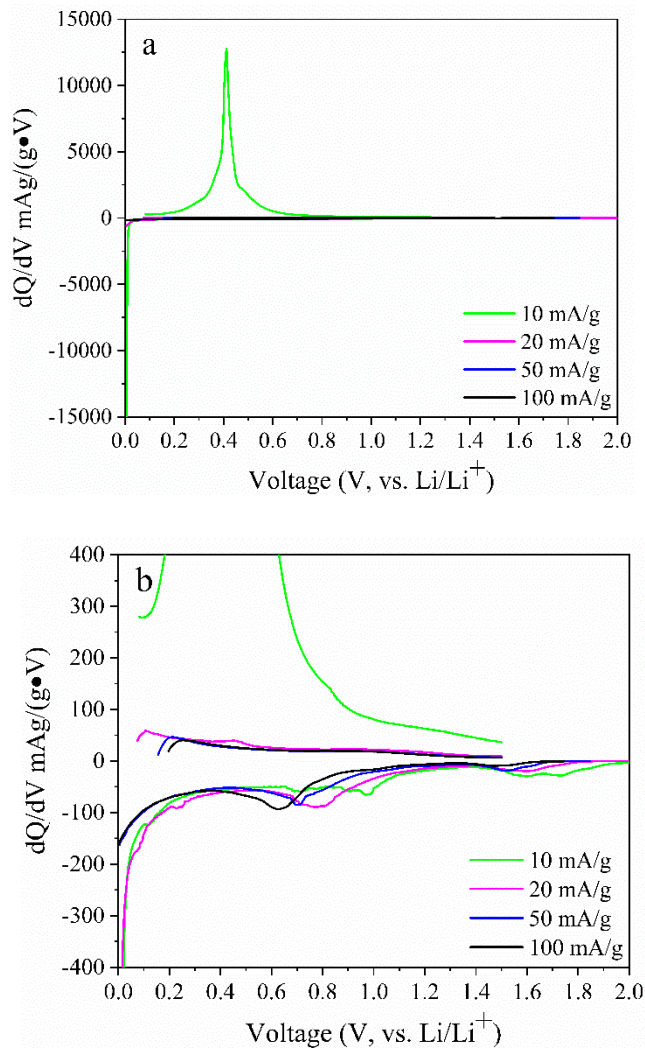 a
15000
10000
5000
0
-5000
-10000
-15000
dQ/dV mAg/(g•V)
10 mA/g
20 mA/g
50 mA/g
100 mA/g
0.0 0.2 0.4 0.6 0.8 1.0 1.2 1.4 1.6 1.8 2.0
Voltage (V, vs. Li/Li⁺)
b
400
300
200
100
0
-100
-200
-300
-400
dQ/dV mAg/(g•V)
10 mA/g
20 mA/g
50 mA/g
100 mA/g
0.0 0.2 0.4 0.6 0.8 1.0 1.2 1.4 1.6 1.8 2.0
Voltage (V, vs. Li/Li⁺)